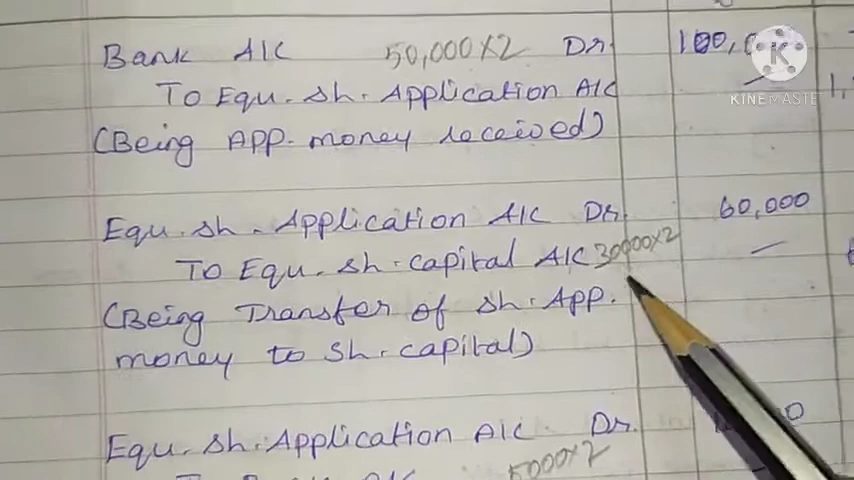 Bank A/C 50,000×2 Dr 100,
To Equ. Sh. Application A/C
(Being APP. money received)
Equ. Sh. Application A/C Dr. 60,000
To Equ. Sh. capital A/C 30000×2
(Being Transfer of Sh. App.
money to Sh. capital)
Equ. Sh. Application A/C Dr.
5000×2
K
KINEMASTER